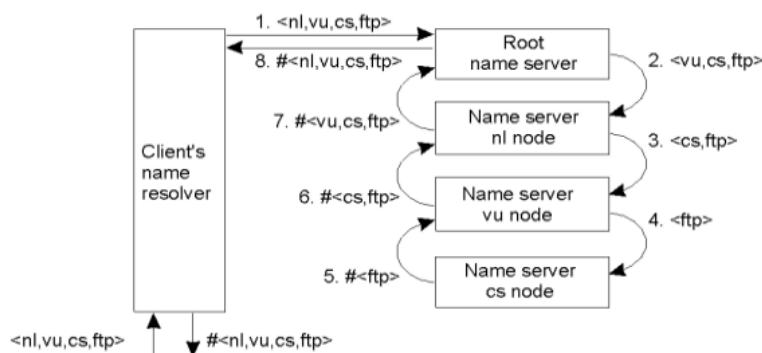 1. <nl,vu,cs,ftp>
8. #<nl,vu,cs,ftp>
Root
name server
2. <vu,cs,ftp>
7. #<vu,cs,ftp>
Name server
nl node
3. <cs,ftp>
Client's
name
resolver
6. #<cs,ftp>
Name server
vu node
4. <ftp>
5. #<ftp>
Name server
cs node
<nl,vu,cs,ftp>
#<nl,vu,cs,ftp>